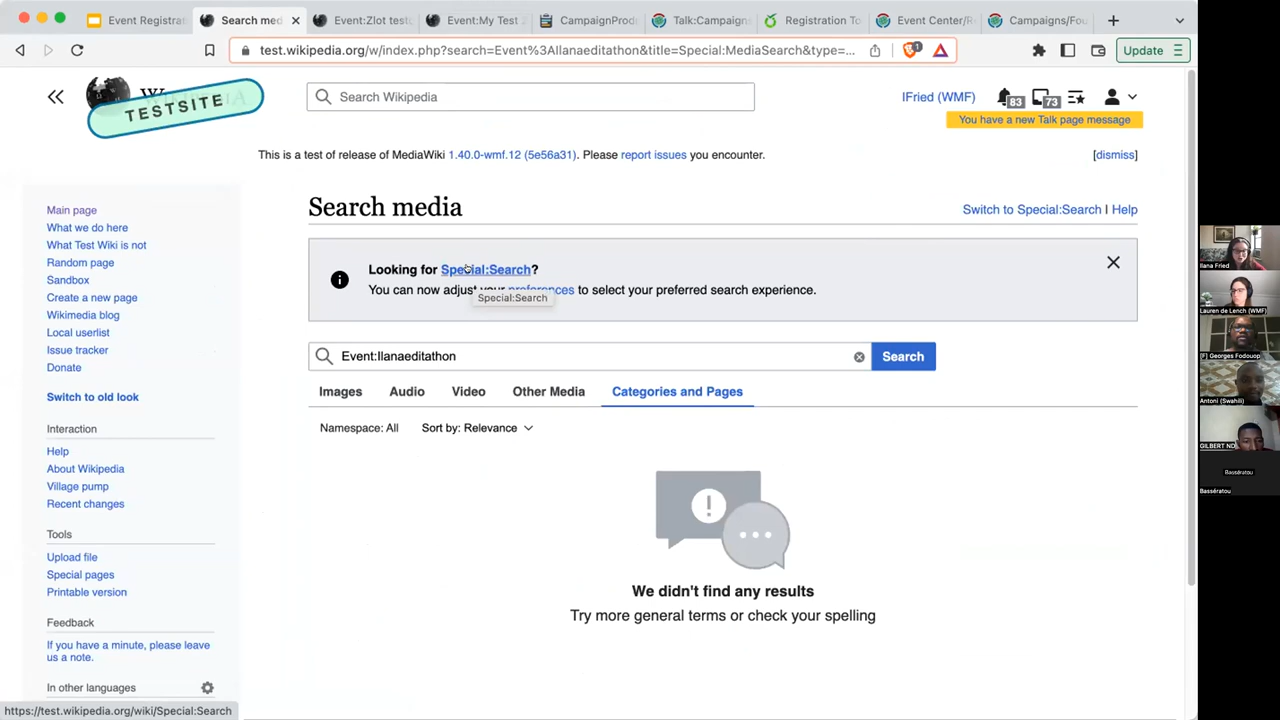 Event Registra
Search med
Event:Zlot test
Event:My Test
CampaignProd
Talk:Campaign
Registration To
Event Center/R
Campaigns/Fou
test.wikipedia.org/w/index.php?search=Event%3AIlanaeditathon&title=Special:MediaSearch&type=...
1
Update
TESTSITE
Search Wikipedia
IFried (WMF)
83
73
You have a new Talk page message
This is a test of release of MediaWiki 1.40.0-wmf.12 (5e56a31). Please report issues you encounter.
[dismiss]
Main page
What we do here
What Test Wiki is not
Random page
Sandbox
Create a new page
Wikimedia blog
Local userlist
Issue tracker
Donate
Switch to old look
Interaction
Help
About Wikipedia
Village pump
Recent changes
Tools
Upload file
Special pages
Printable version
Feedback
If you have a minute, please leave
us a note.
In other languages
Search media
Switch to Special:Search | Help
Looking for Special:Search?
You can now adjust your preferences to select your preferred search experience.
Special:Search
Event:Ilanaeditathon
Search
Images
Audio
Video
Other Media
Categories and Pages
Namespace: All
Sort by: Relevance
We didn't find any results
Try more general terms or check your spelling
https://test.wikipedia.org/wiki/Special:Search
Ilana Fried
Lauren de Lench (WMF)
[F] Georges Fodouop
Antoni (Swahili)
GILBERT ND
Bassératou
Bassératou